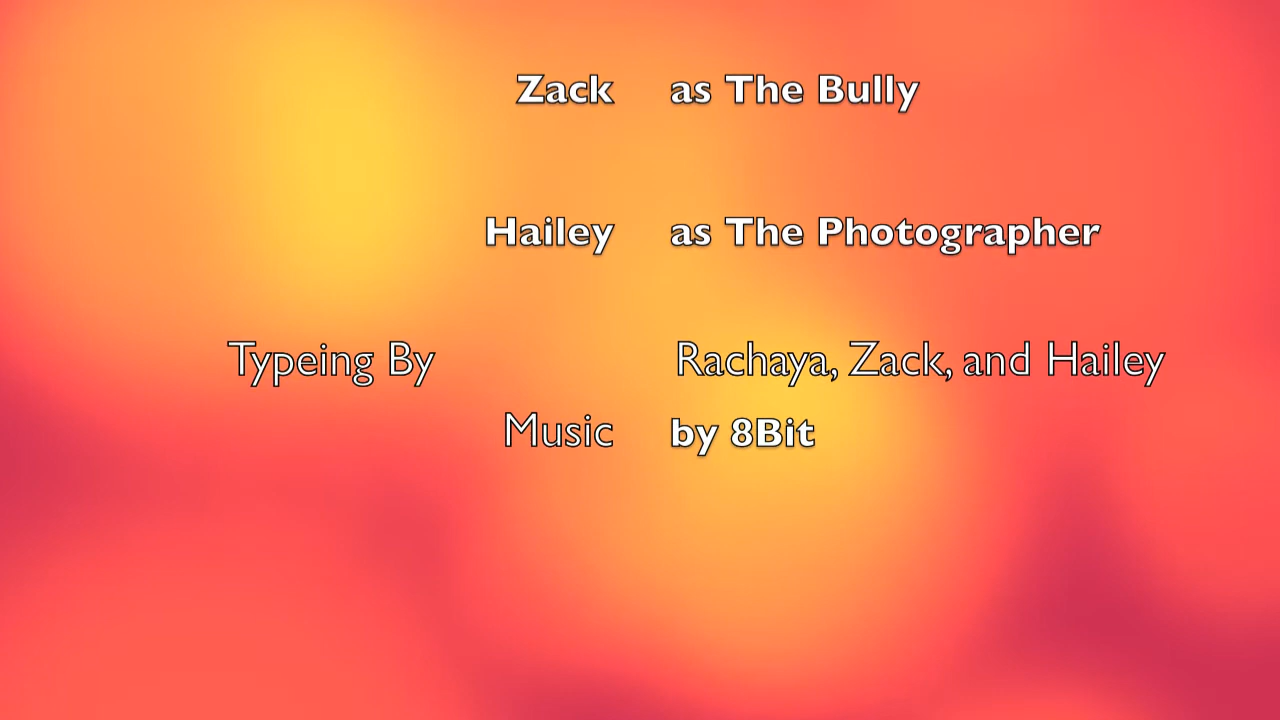 Zack as The Bully
Hailey as The Photographer
Typeing By Rachaya, Zack, and Hailey
Music by 8Bit